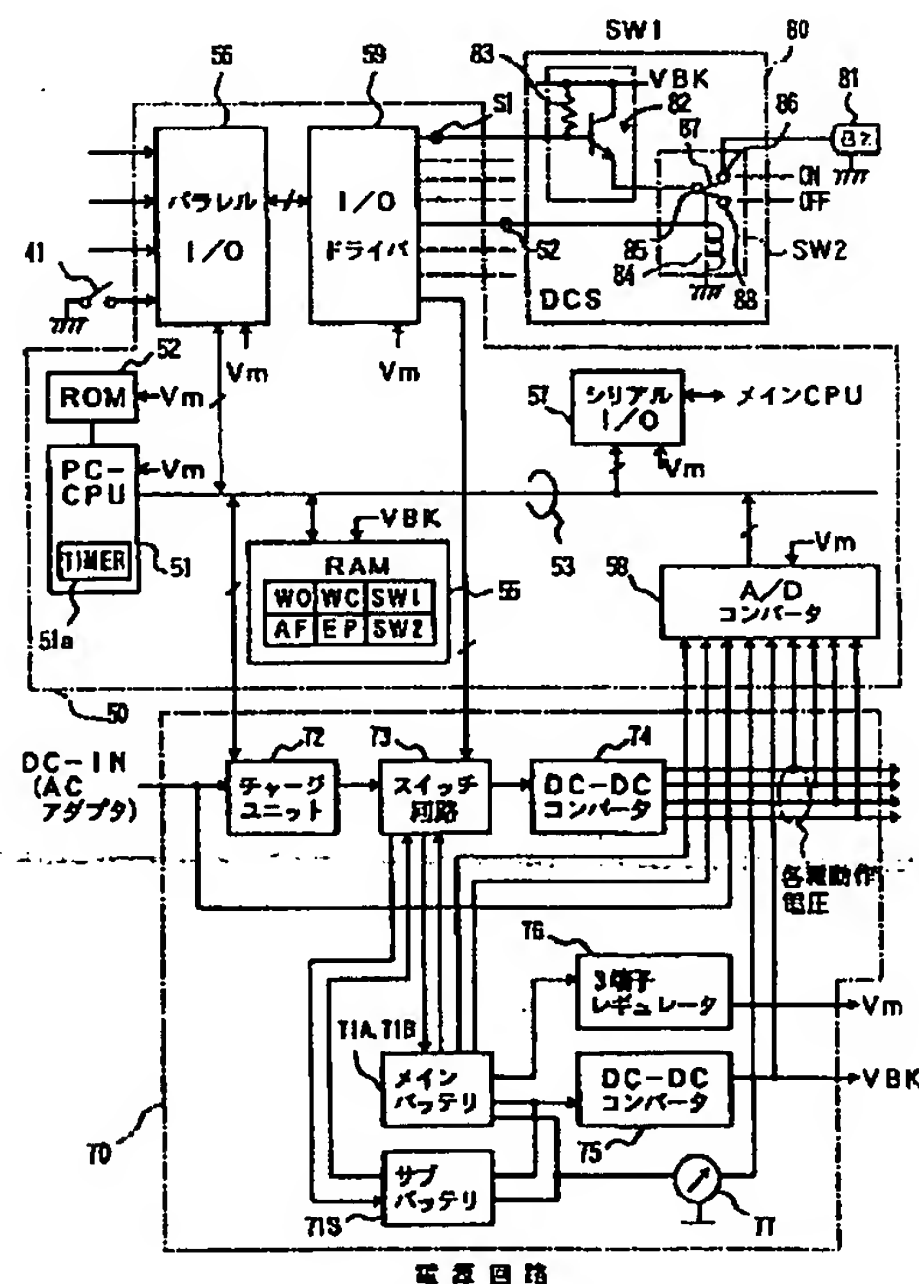 SW1
80
55
59
83
VBK
81
S1
82
86
87
BZ
パラレル
I/O
I/O
ドライバ
ON
OFF
41
S2
85
84
SW2
DCS
88
52
Vm
Vm
ROM
Vm
57
シリアル
I/O
メインCPU
PC-
CPU
Vm
Vm
VBK
TIMER
51
RAM
53
58
Vm
WO WC SW1
55
A/D
コンバータ
51a
AF EP SW2
50
72
73
74
DC-IN
(AC
アダプタ)
チャージ
ユニット
スイッチ
回路
DC-DC
コンバータ
各種動作
電圧
76
3端子
レギュレータ
Vm
71A,71B
メイン
バッテリ
DC-DC
コンバータ
VBK
70
75
サブ
バッテリ
71S
77
電源回路